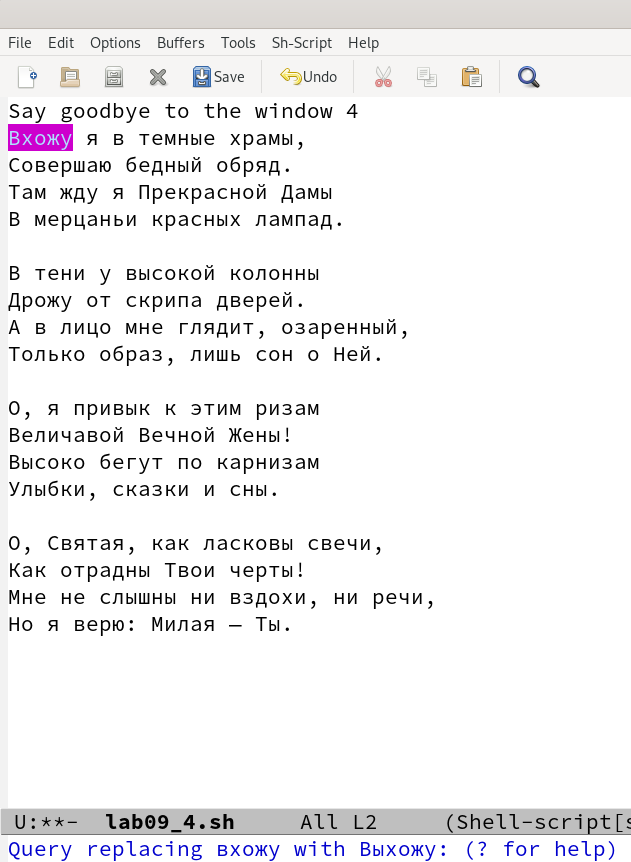 File Edit Options Buffers Tools Sh-Script Help
Save Undo
Say goodbye to the window 4
Вхожу я в темные храмы,
Совершаю бедный обряд.
Там жду я Прекрасной Дамы
В мерцаньи красных лампад.
В тени у высокой колонны
Дрожу от скрипа дверей.
А в лицо мне глядит, озаренный,
Только образ, лишь сон о Ней.
О, я привык к этим ризам
Величавой Вечной Жены!
Высоко бегут по карнизам
Улыбки, сказки и сны.
О, Святая, как ласковы свечи,
Как отрадны Твои черты!
Мне не слышны ни вздохи, ни речи,
Но я верю: Милая — Ты.
U:**- lab09_4.sh All L2 (Shell-script[s
Query replacing вхожу with Выхожу: (? for help)